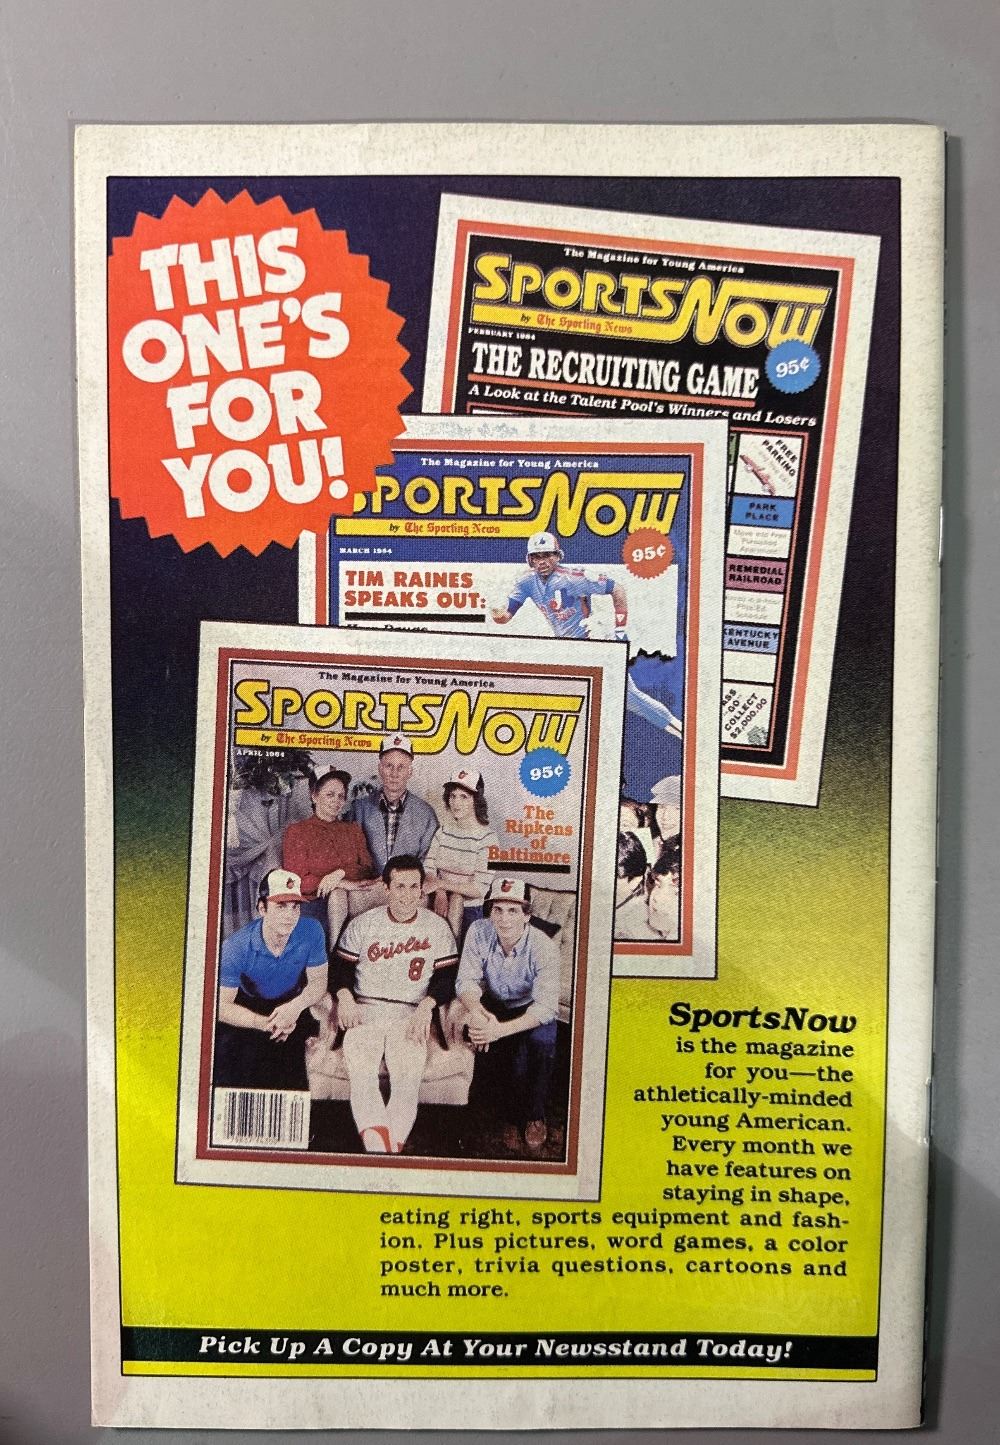 THIS
ONE'S
FOR
YOU!
The Magazine for Young America
SPORTSNOW
by The Sporting News
FEBRUARY 1984
95¢
THE RECRUITING GAME
A Look at the Talent Pool's Winners and Losers
FREE
PARKING
PARK
PLACE
REMEDIAL
RAILROAD
KENTUCKY
AVENUE
GO
COLLECT
$2,000.00
The Magazine for Young America
SPORTSNOW
by The Sporting News
MARCH 1984
95¢
TIM RAINES
SPEAKS OUT:
The Magazine for Young America
SPORTSNOW
by The Sporting News
APRIL 1984
95¢
The
Ripkens
of
Baltimore
Orioles
8
SportsNow
is the magazine
for you—the
athletically-minded
young American.
Every month we
have features on
staying in shape,
eating right, sports equipment and fash-
ion. Plus pictures, word games, a color
poster, trivia questions, cartoons and
much more.
Pick Up A Copy At Your Newsstand Today!